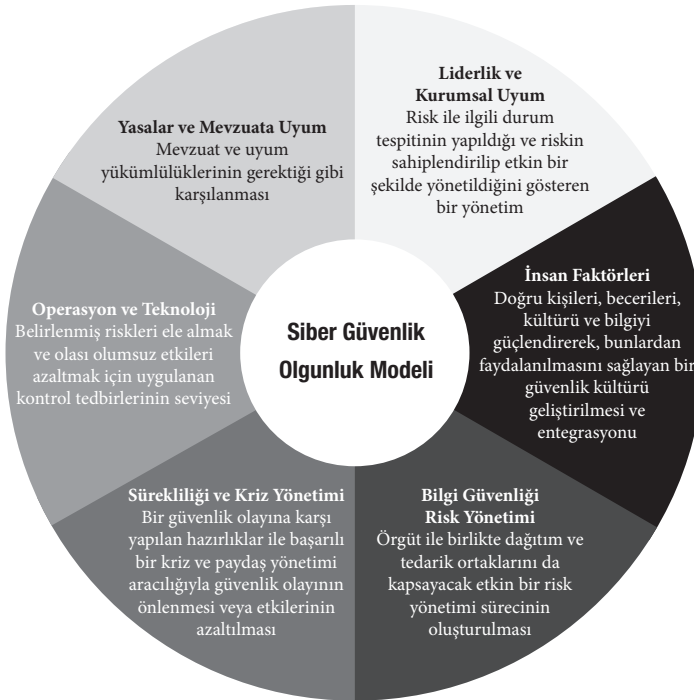 Liderlik ve
Kurumsal Uyum
Risk ile ilgili durum
tespitinin yapıldığı ve riskin
sahiplendirilip etkin bir
şekilde yönetildiğini gösteren
bir yönetim
İnsan Faktörleri
Doğru kişileri, becerileri,
kültürü ve bilgiyi
güçlendirerek, bunlardan
faydalanılmasını sağlayan bir
güvenlik kültürü
geliştirilmesi ve
entegrasyonu
Bilgi Güvenliği
Risk Yönetimi
Örgüt ile birlikte dağıtım ve
tedarik ortaklarını da
kapsayacak etkin bir risk
yönetimi sürecinin
oluşturulması
Sürekliliği ve Kriz Yönetimi
Bir güvenlik olayına karşı
yapılan hazırlıklar ile başarılı
bir kriz ve paydaş yönetimi
aracılığıyla güvenlik olayının
önlenmesi veya etkilerinin
azaltılması
Operasyon ve Teknoloji
Belirlenmiş riskleri ele almak
ve olası olumsuz etkileri
azaltmak için uygulanan
kontrol tedbirlerinin seviyesi
Yasalar ve Mevzuata Uyum
Mevzuat ve uyum
yükümlülüklerinin gerektiği gibi
karşılanması
Siber Güvenlik
Olgunluk Modeli